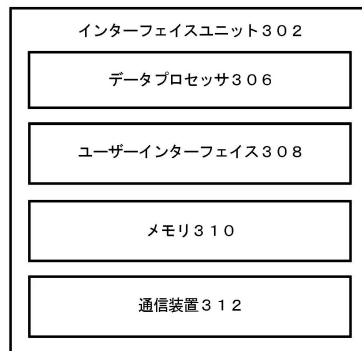 インターフェイスユニット３０２
データプロセッサ３０６
ユーザーインターフェイス３０８
メモリ３１０
通信装置３１２